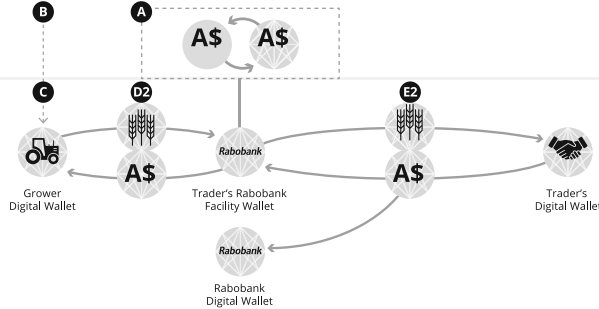 B
A
A$
A$
C
D2
E2
Rabobank
A$
A$
Grower
Digital Wallet
Trader's Rabobank
Facility Wallet
Trader's
Digital Wallet
Rabobank
Rabobank
Digital Wallet